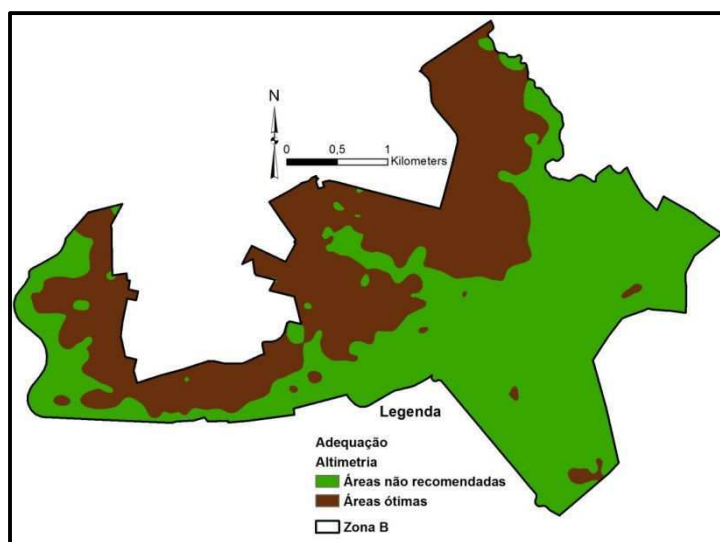 N
0 0,5 1
Kilometers
Legenda
Adequação
Altimetria
Áreas não recomendadas
Áreas ótimas
Zona B